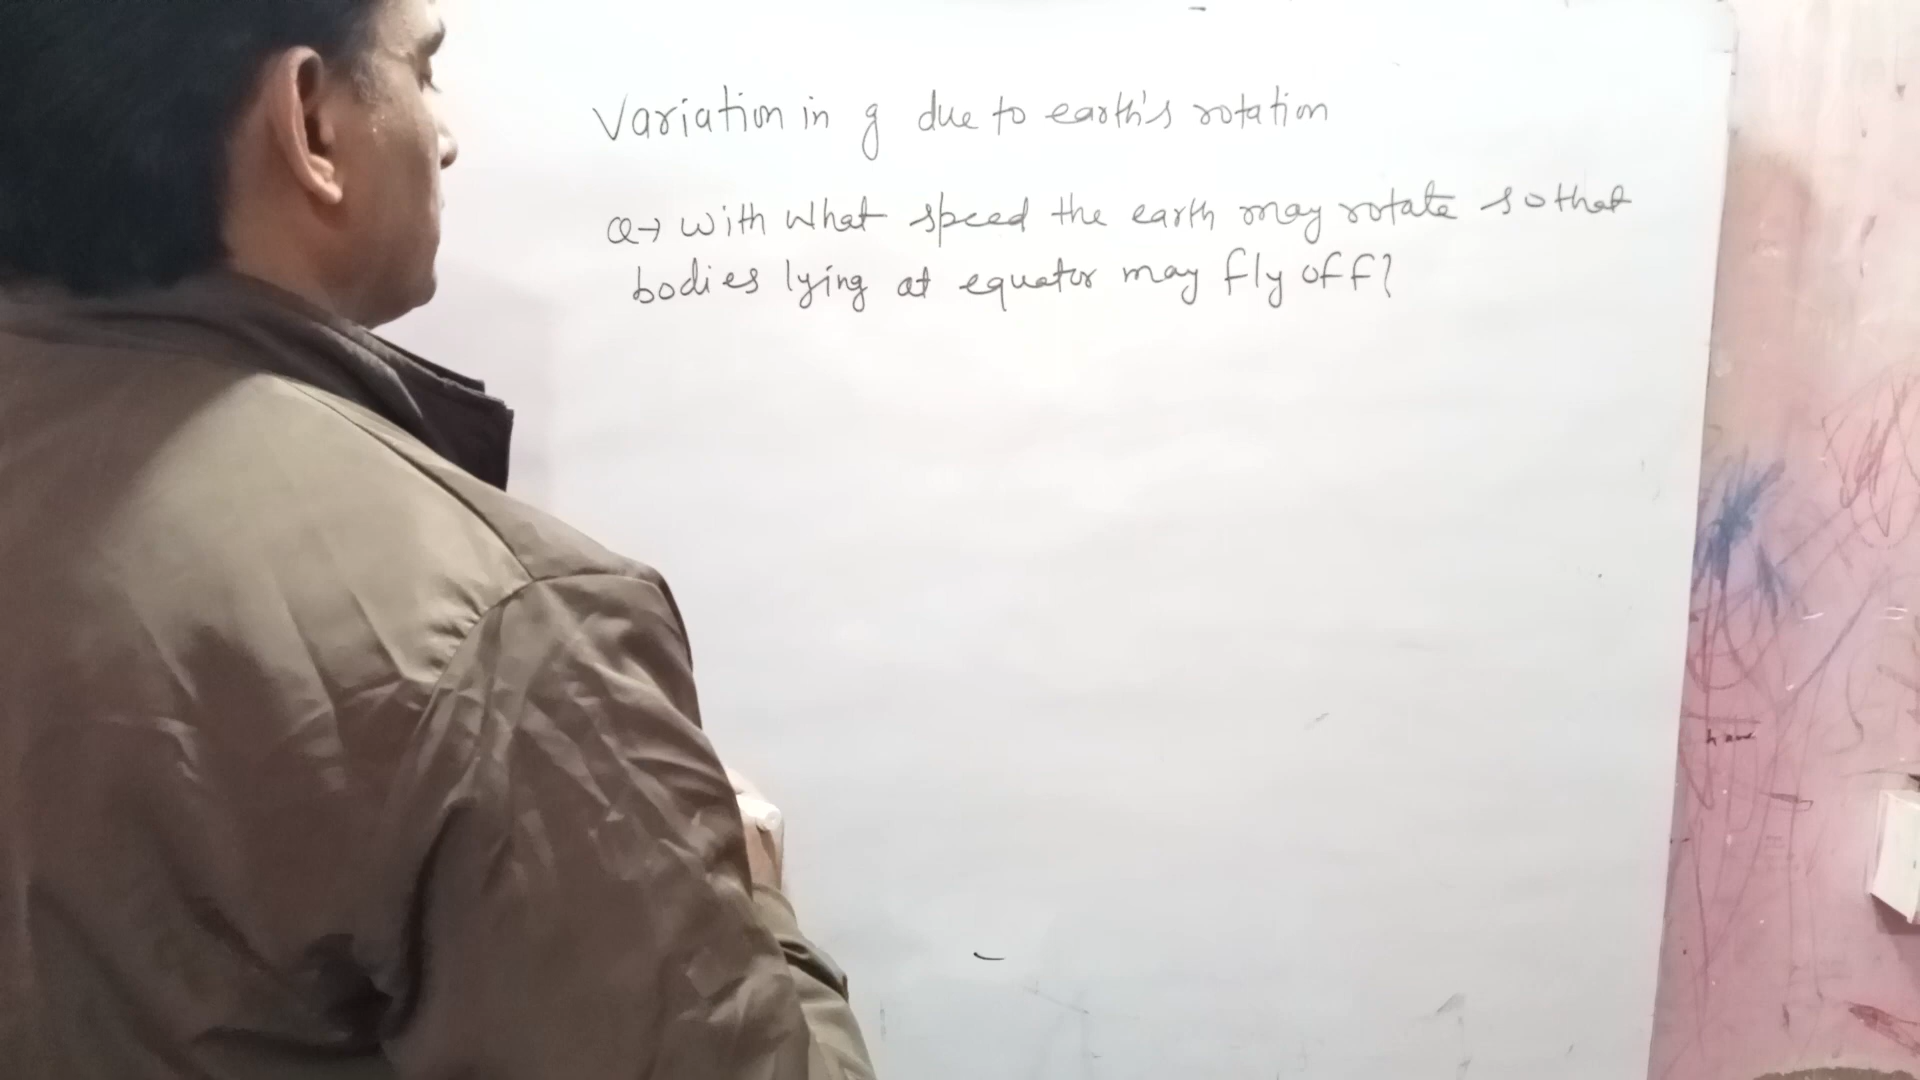 Variation in g due to earth's rotation
Q→ With what speed the earth may rotate so that
bodies lying at equator may fly off?